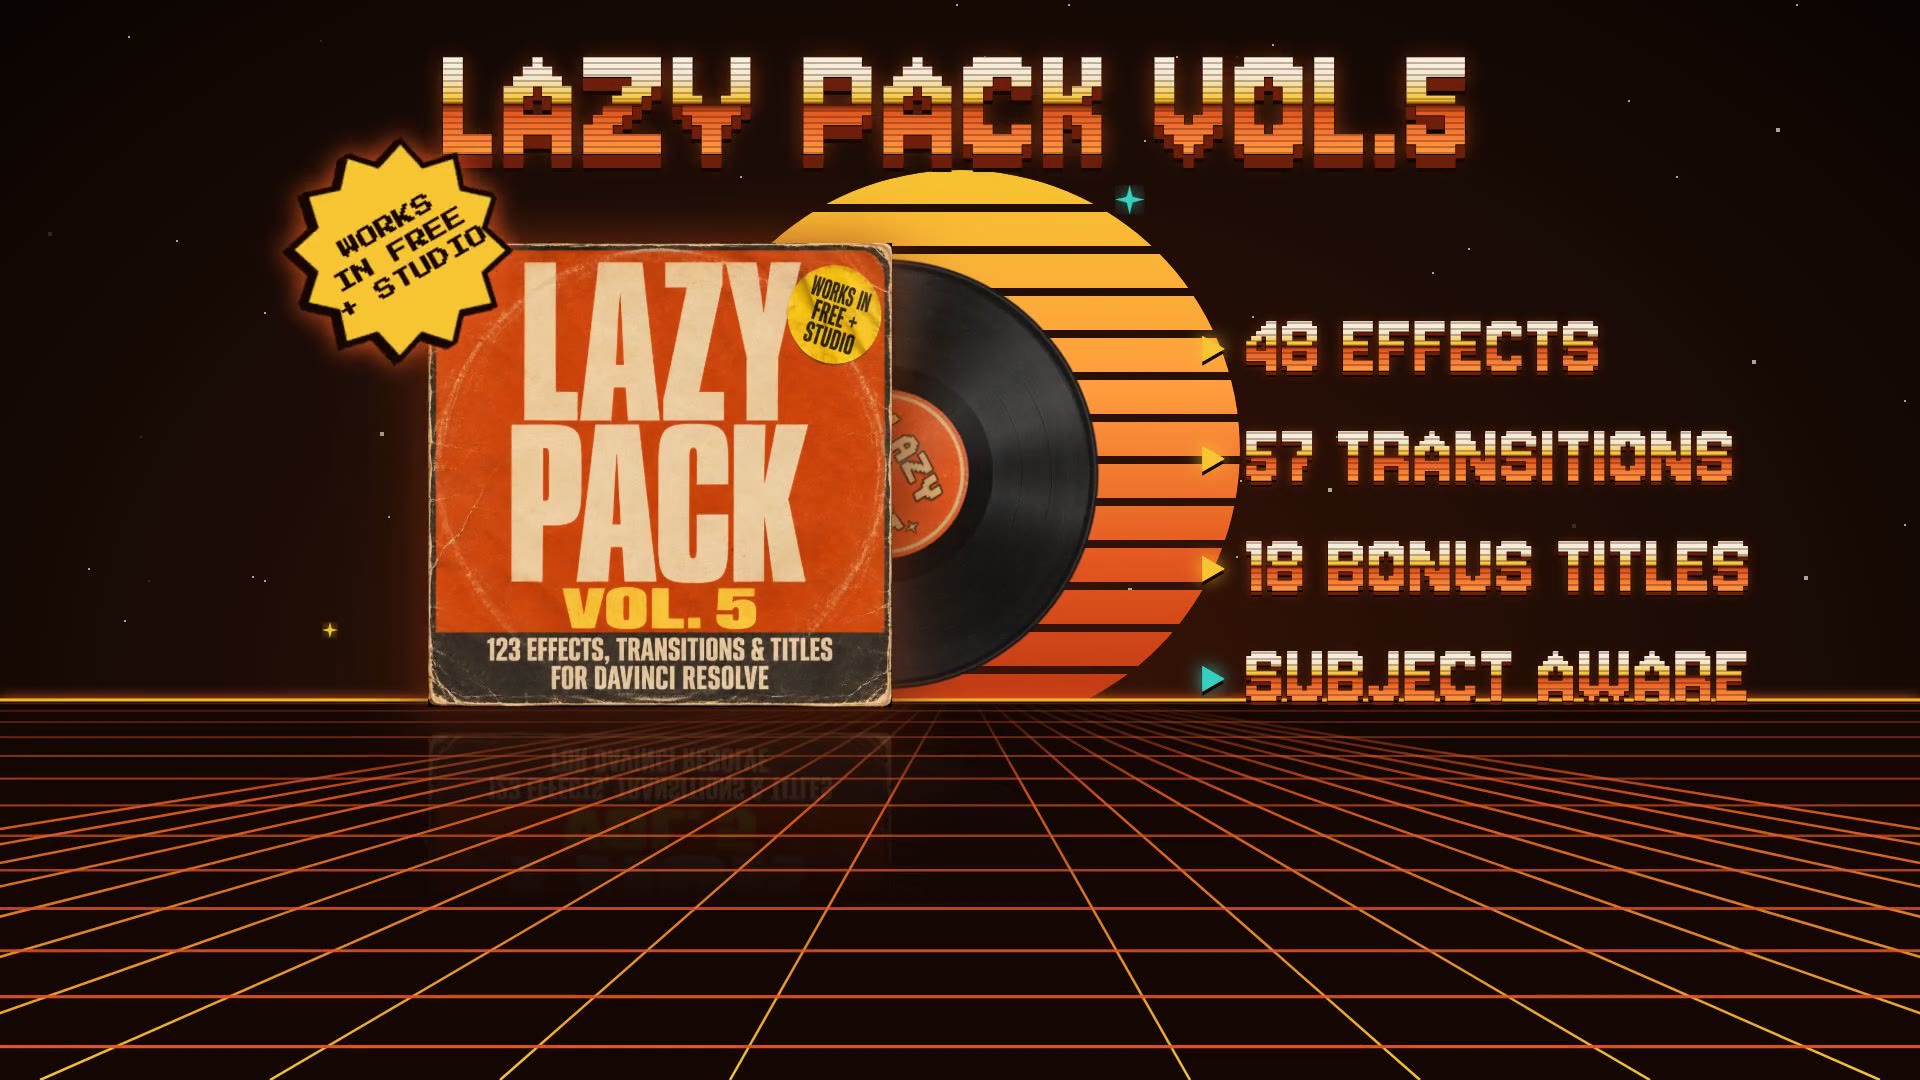 LAZY PACK VOL.5
WORKS
IN FREE
+ STUDIO
LAZY
PACK
VOL. 5
123 EFFECTS, TRANSITIONS & TITLES
FOR DAVINCI RESOLVE
WORKS IN
FREE +
STUDIO
LAZY
48 EFFECTS
57 TRANSITIONS
18 BONUS TITLES
SUBJECT AWARE